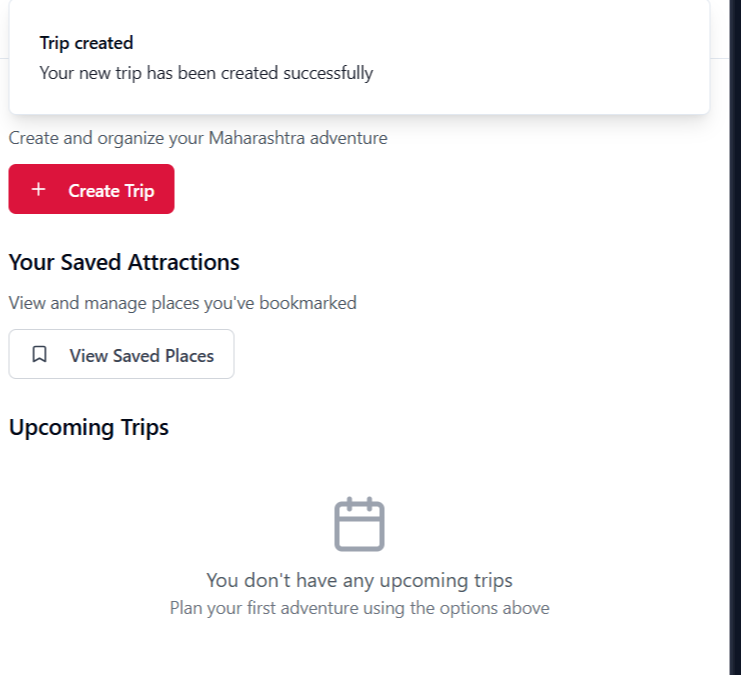 Trip created
Your new trip has been created successfully
Create and organize your Maharashtra adventure
Create Trip
Your Saved Attractions
View and manage places you've bookmarked
View Saved Places
Upcoming Trips
You don't have any upcoming trips
Plan your first adventure using the options above